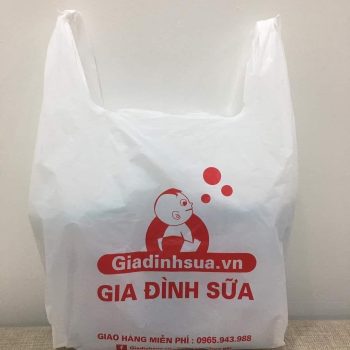 Giadinhsua.vn
GIA ĐÌNH SỮA
GIAO HÀNG MIỄN PHÍ : 0965.943.988